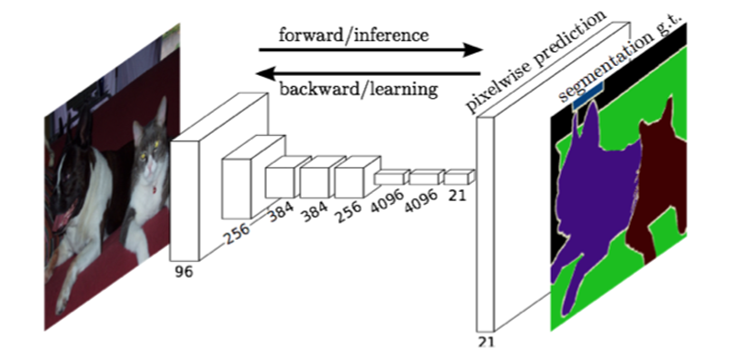 forward/inference
backward/learning
pixelwise prediction
segmentation g.t.
96
256
384
384
256
4096
4096
21
21